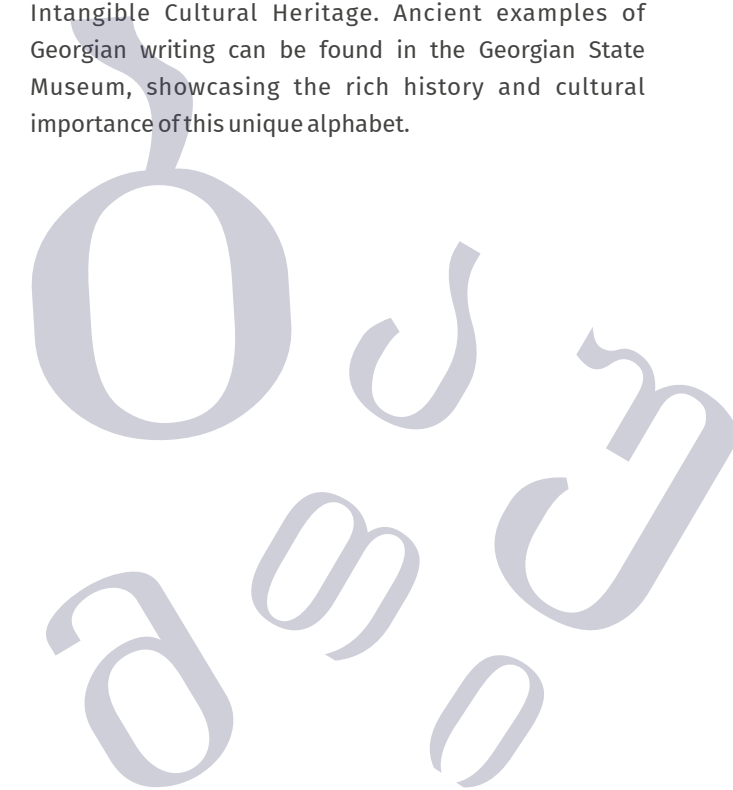 Intangible Cultural Heritage. Ancient examples of
Georgian writing can be found in the Georgian State
Museum, showcasing the rich history and cultural
importance of this unique alphabet.
ბ
ა
თ
მ
ი